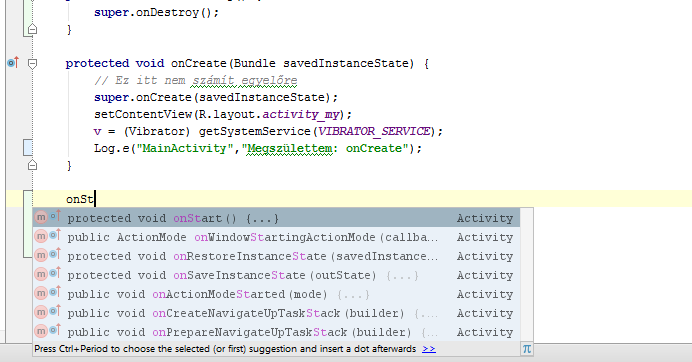 super.onDestroy();
}
protected void onCreate(Bundle savedInstanceState) {
// Ez itt nem számít egyelőre
super.onCreate(savedInstanceState);
setContentView(R.layout.activity_my);
v = (Vibrator) getSystemService(VIBRATOR_SERVICE);
Log.e("MainActivity","Megszülettem: onCreate");
}
onSt
m protected void onStart() {...} Activity
m public ActionMode onWindowStartingActionMode(callba... Activity
m protected void onRestoreInstanceState(savedInstance... Activity
m protected void onSaveInstanceState(outState) {...} Activity
m public void onActionModeStarted(mode) {...} Activity
m public void onCreateNavigateUpTaskStack(builder) {... Activity
m public void onPrepareNavigateUpTaskStack(builder) {... Activity
Press Ctrl+Period to choose the selected (or first) suggestion and insert a dot afterwards >> π